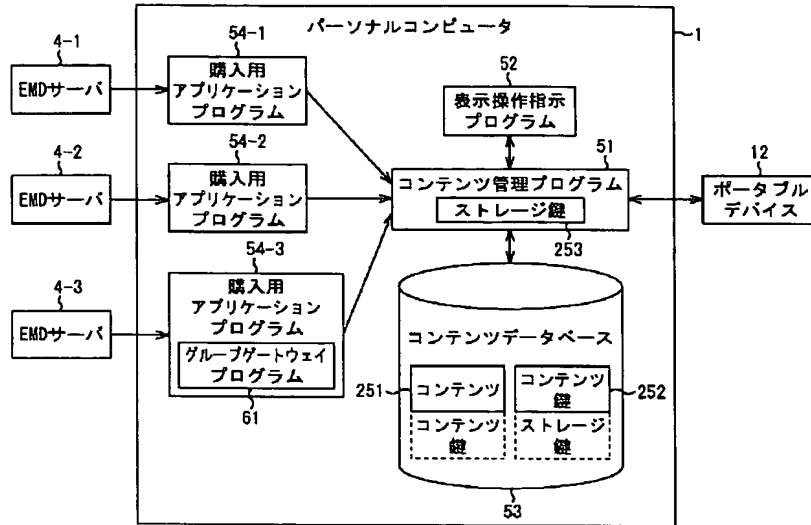 パーソナルコンピュータ
1
4-1
EMDサーバ
54-1
購入用
アプリケーション
プログラム
52
表示操作指示
プログラム
4-2
EMDサーバ
54-2
購入用
アプリケーション
プログラム
51
コンテンツ管理プログラム
ストレージ鍵
253
12
ポータブル
デバイス
4-3
EMDサーバ
54-3
購入用
アプリケーション
プログラム
グループゲートウェイ
プログラム
61
コンテンツデータベース
251
コンテンツ
コンテンツ
鍵
コンテンツ
鍵
252
ストレージ
鍵
53